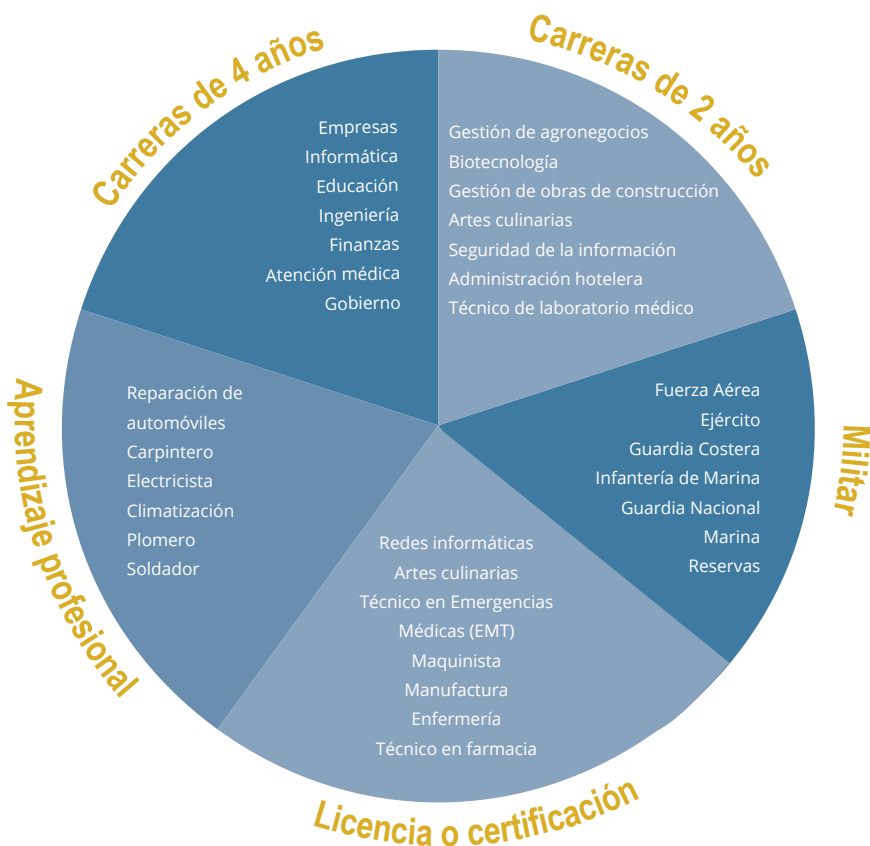 Carreras de 4 años
Empresas
Informática
Educación
Ingeniería
Finanzas
Atención médica
Gobierno
Carreras de 2 años
Gestión de agronegocios
Biotecnología
Gestión de obras de construcción
Artes culinarias
Seguridad de la información
Administración hotelera
Técnico de laboratorio médico
Militar
Fuerza Aérea
Ejército
Guardia Costera
Infantería de Marina
Guardia Nacional
Marina
Reservas
Licencia o certificación
Redes informáticas
Artes culinarias
Técnico en Emergencias
Médicas (EMT)
Maquinista
Manufactura
Enfermería
Técnico en farmacia
Aprendizaje profesional
Reparación de
automóviles
Carpintero
Electricista
Climatización
Plomero
Soldador